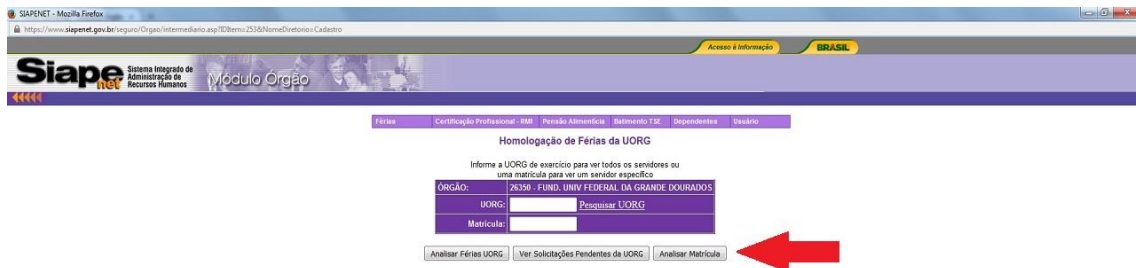 SIAPENET - Mozilla Firefox
https://www.siapenet.gov.br/seguro/Orgao/intermediario.asp?IDItem=253&NomeDiretorio=Cadastro
Acesso à Informação
BRASIL
Siape net
Sistema Integrado de
Administração de
Recursos Humanos
Módulo Órgão
Férias Certificação Profissional - RMI Pensão Alimentícia Batimento TSE Dependentes Usuário
Homologação de Férias da UORG
Informe a UORG de exercício para ver todos os servidores ou
uma matrícula para ver um servidor específico
ÓRGÃO: 26350 - FUND. UNIV FEDERAL DA GRANDE DOURADOS
UORG: Pesquisar UORG
Matrícula:
Analisar Férias UORG Ver Solicitações Pendentes da UORG Analisar Matrícula